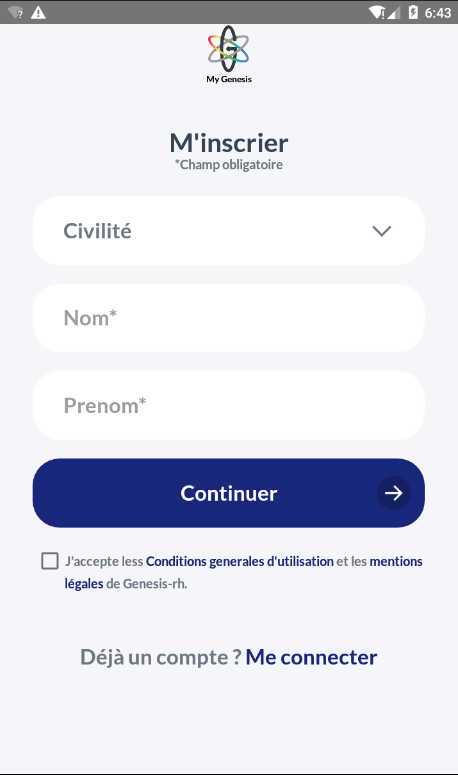 6:43
My Genesis
M'inscrier
*Champ obligatoire
Civilité
Nom*
Prenom*
Continuer
J'accepte less Conditions generales d'utilisation et les mentions
légales de Genesis-rh.
Déjà un compte ? Me connecter